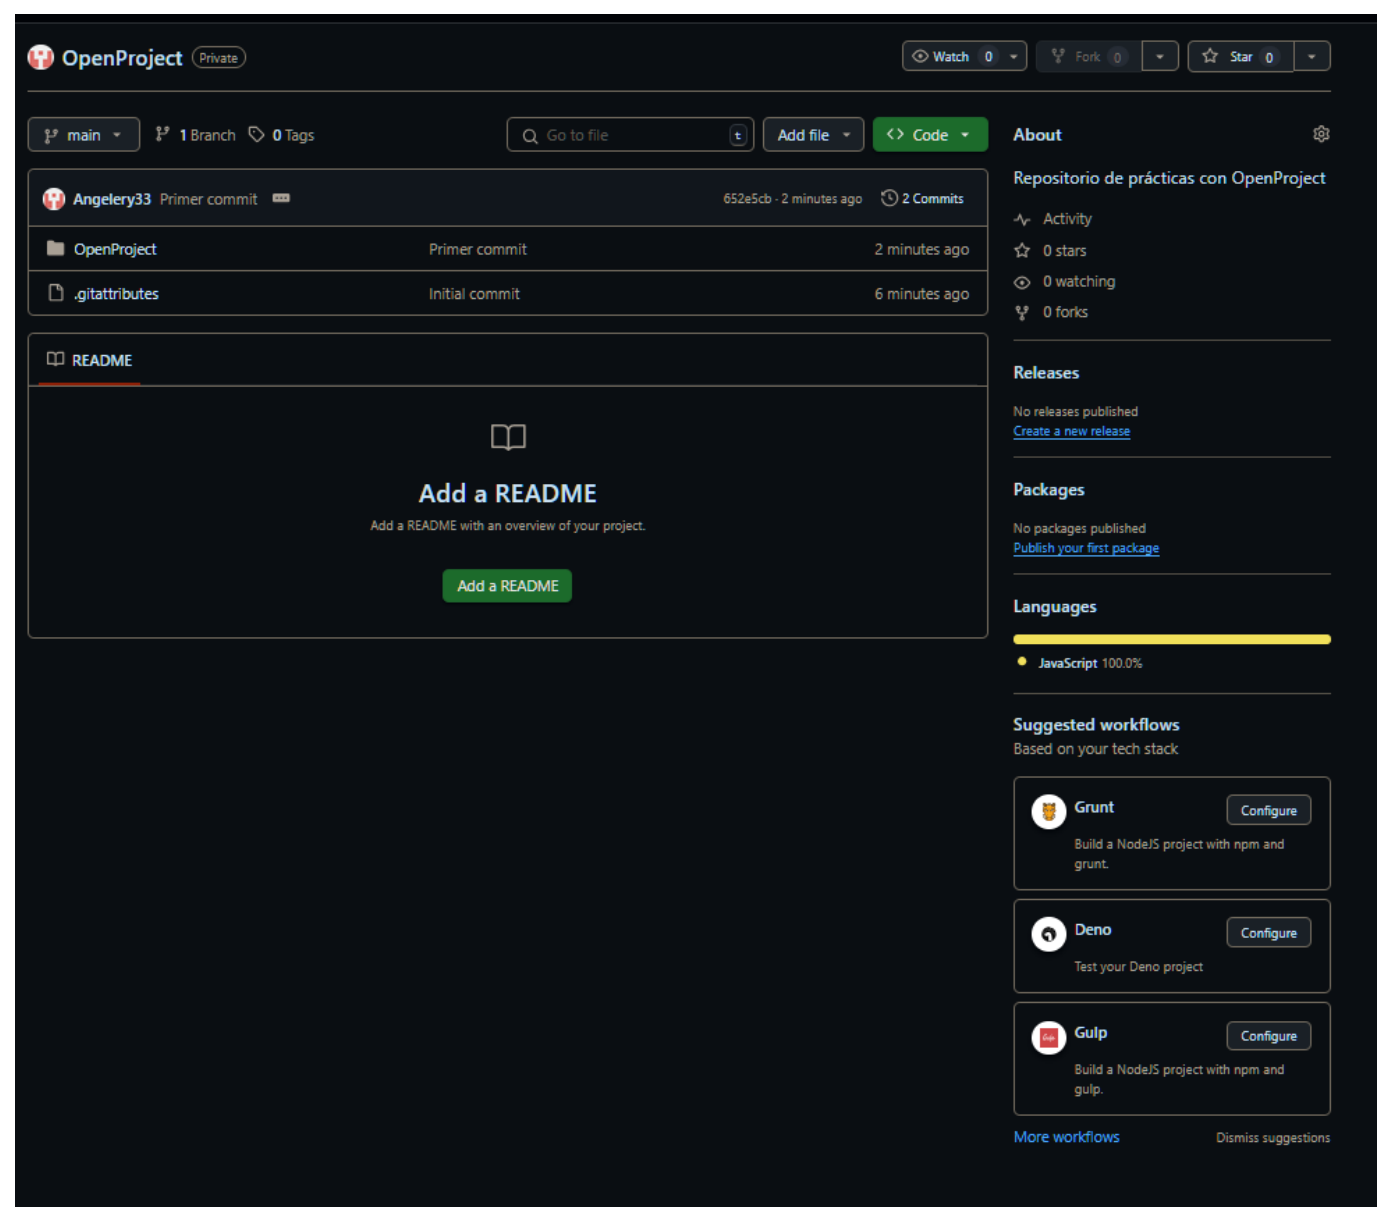 OpenProject Private Watch 0 Fork 0 Star 0
main 1 Branch 0 Tags Go to file t Add file <> Code
Angelery33 Primer commit 652e5cb · 2 minutes ago 2 Commits
OpenProject Primer commit 2 minutes ago
.gitattributes Initial commit 6 minutes ago
README
Add a README
Add a README with an overview of your project.
Add a README
About
Repositorio de prácticas con OpenProject
Activity
0 stars
0 watching
0 forks
Releases
No releases published
Create a new release
Packages
No packages published
Publish your first package
Languages
JavaScript 100.0%
Suggested workflows
Based on your tech stack
Grunt Configure
Build a NodeJS project with npm and
grunt.
Deno Configure
Test your Deno project
Gulp Configure
Build a NodeJS project with npm and
gulp.
More workflows Dismiss suggestions